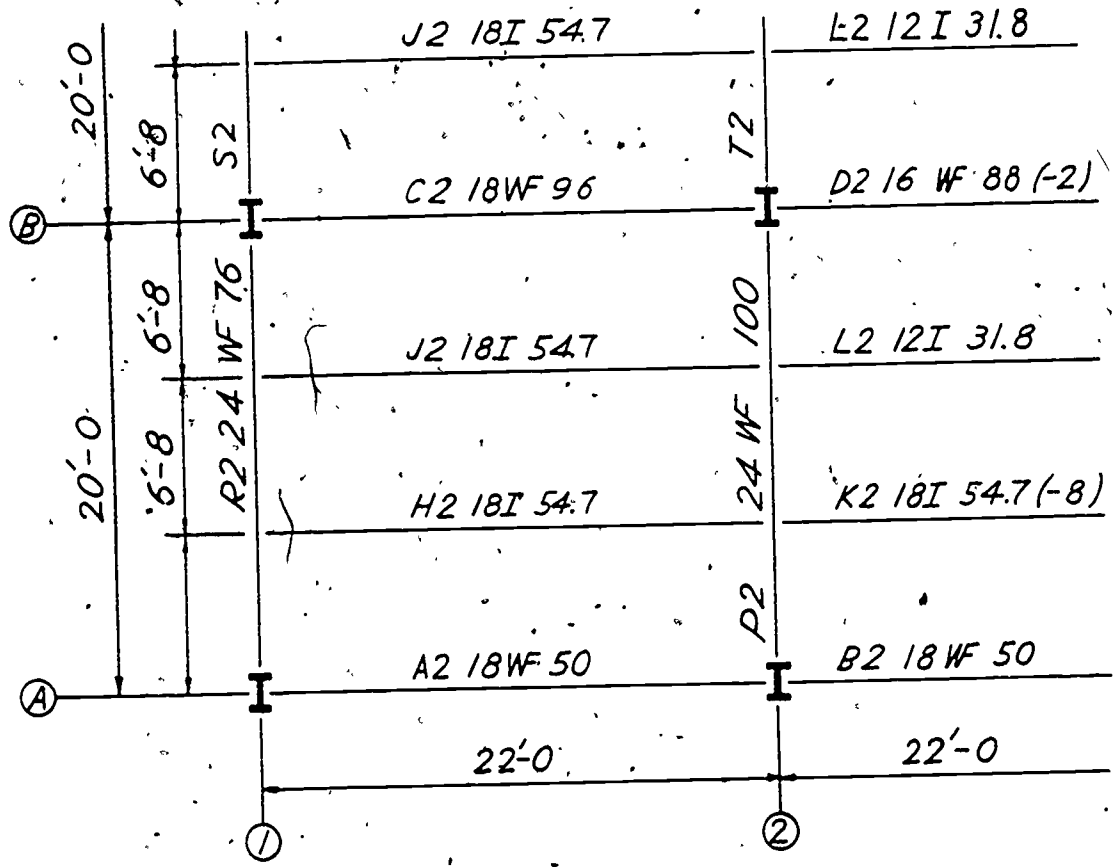 J2 18I 54.7
L2 12 I 31.8
20'-0
6'-8
S2
T2
C2 18WF 96
D2 16 WF 88 (-2)
B
6'-8
R2 24 WF 76
P2 24 WF 100
J2 18I 54.7
L2 12I 31.8
20'-0
6'-8
H2 18I 54.7
K2 18I 54.7 (-8)
A2 18WF 50
B2 18 WF 50
A
22'-0
22'-0
1
2